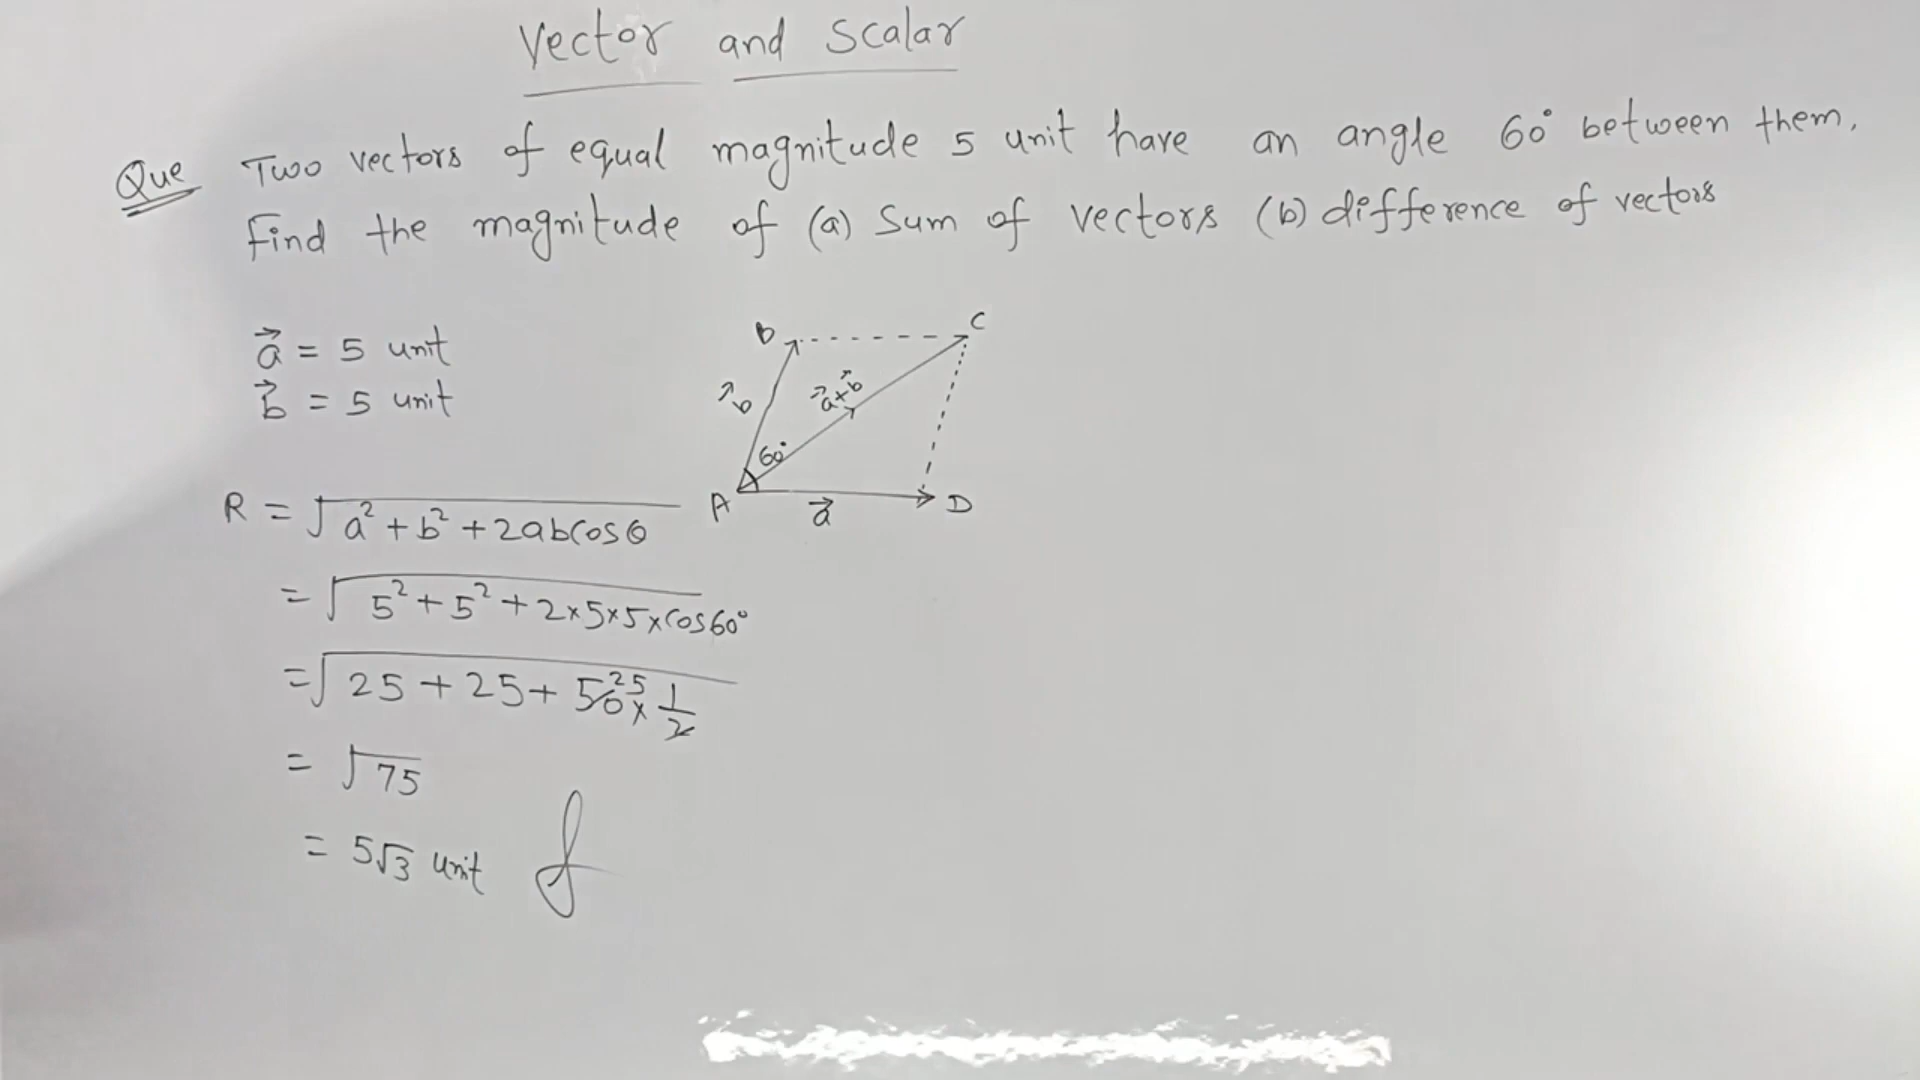 Vector and Scalar
Que Two vectors of equal magnitude 5 unit have an angle 60° between them.
Find the magnitude of (a) Sum of vectors (b) difference of vectors
a⃗ = 5 unit
b⃗ = 5 unit
B C
b⃗ a⃗+b⃗
60°
A a⃗ D
R = √a²+b²+2abcosθ
= √5²+5²+2×5×5×cos60°
= √25+25+50 25 × 1/2
= √75
= 5√3 unit